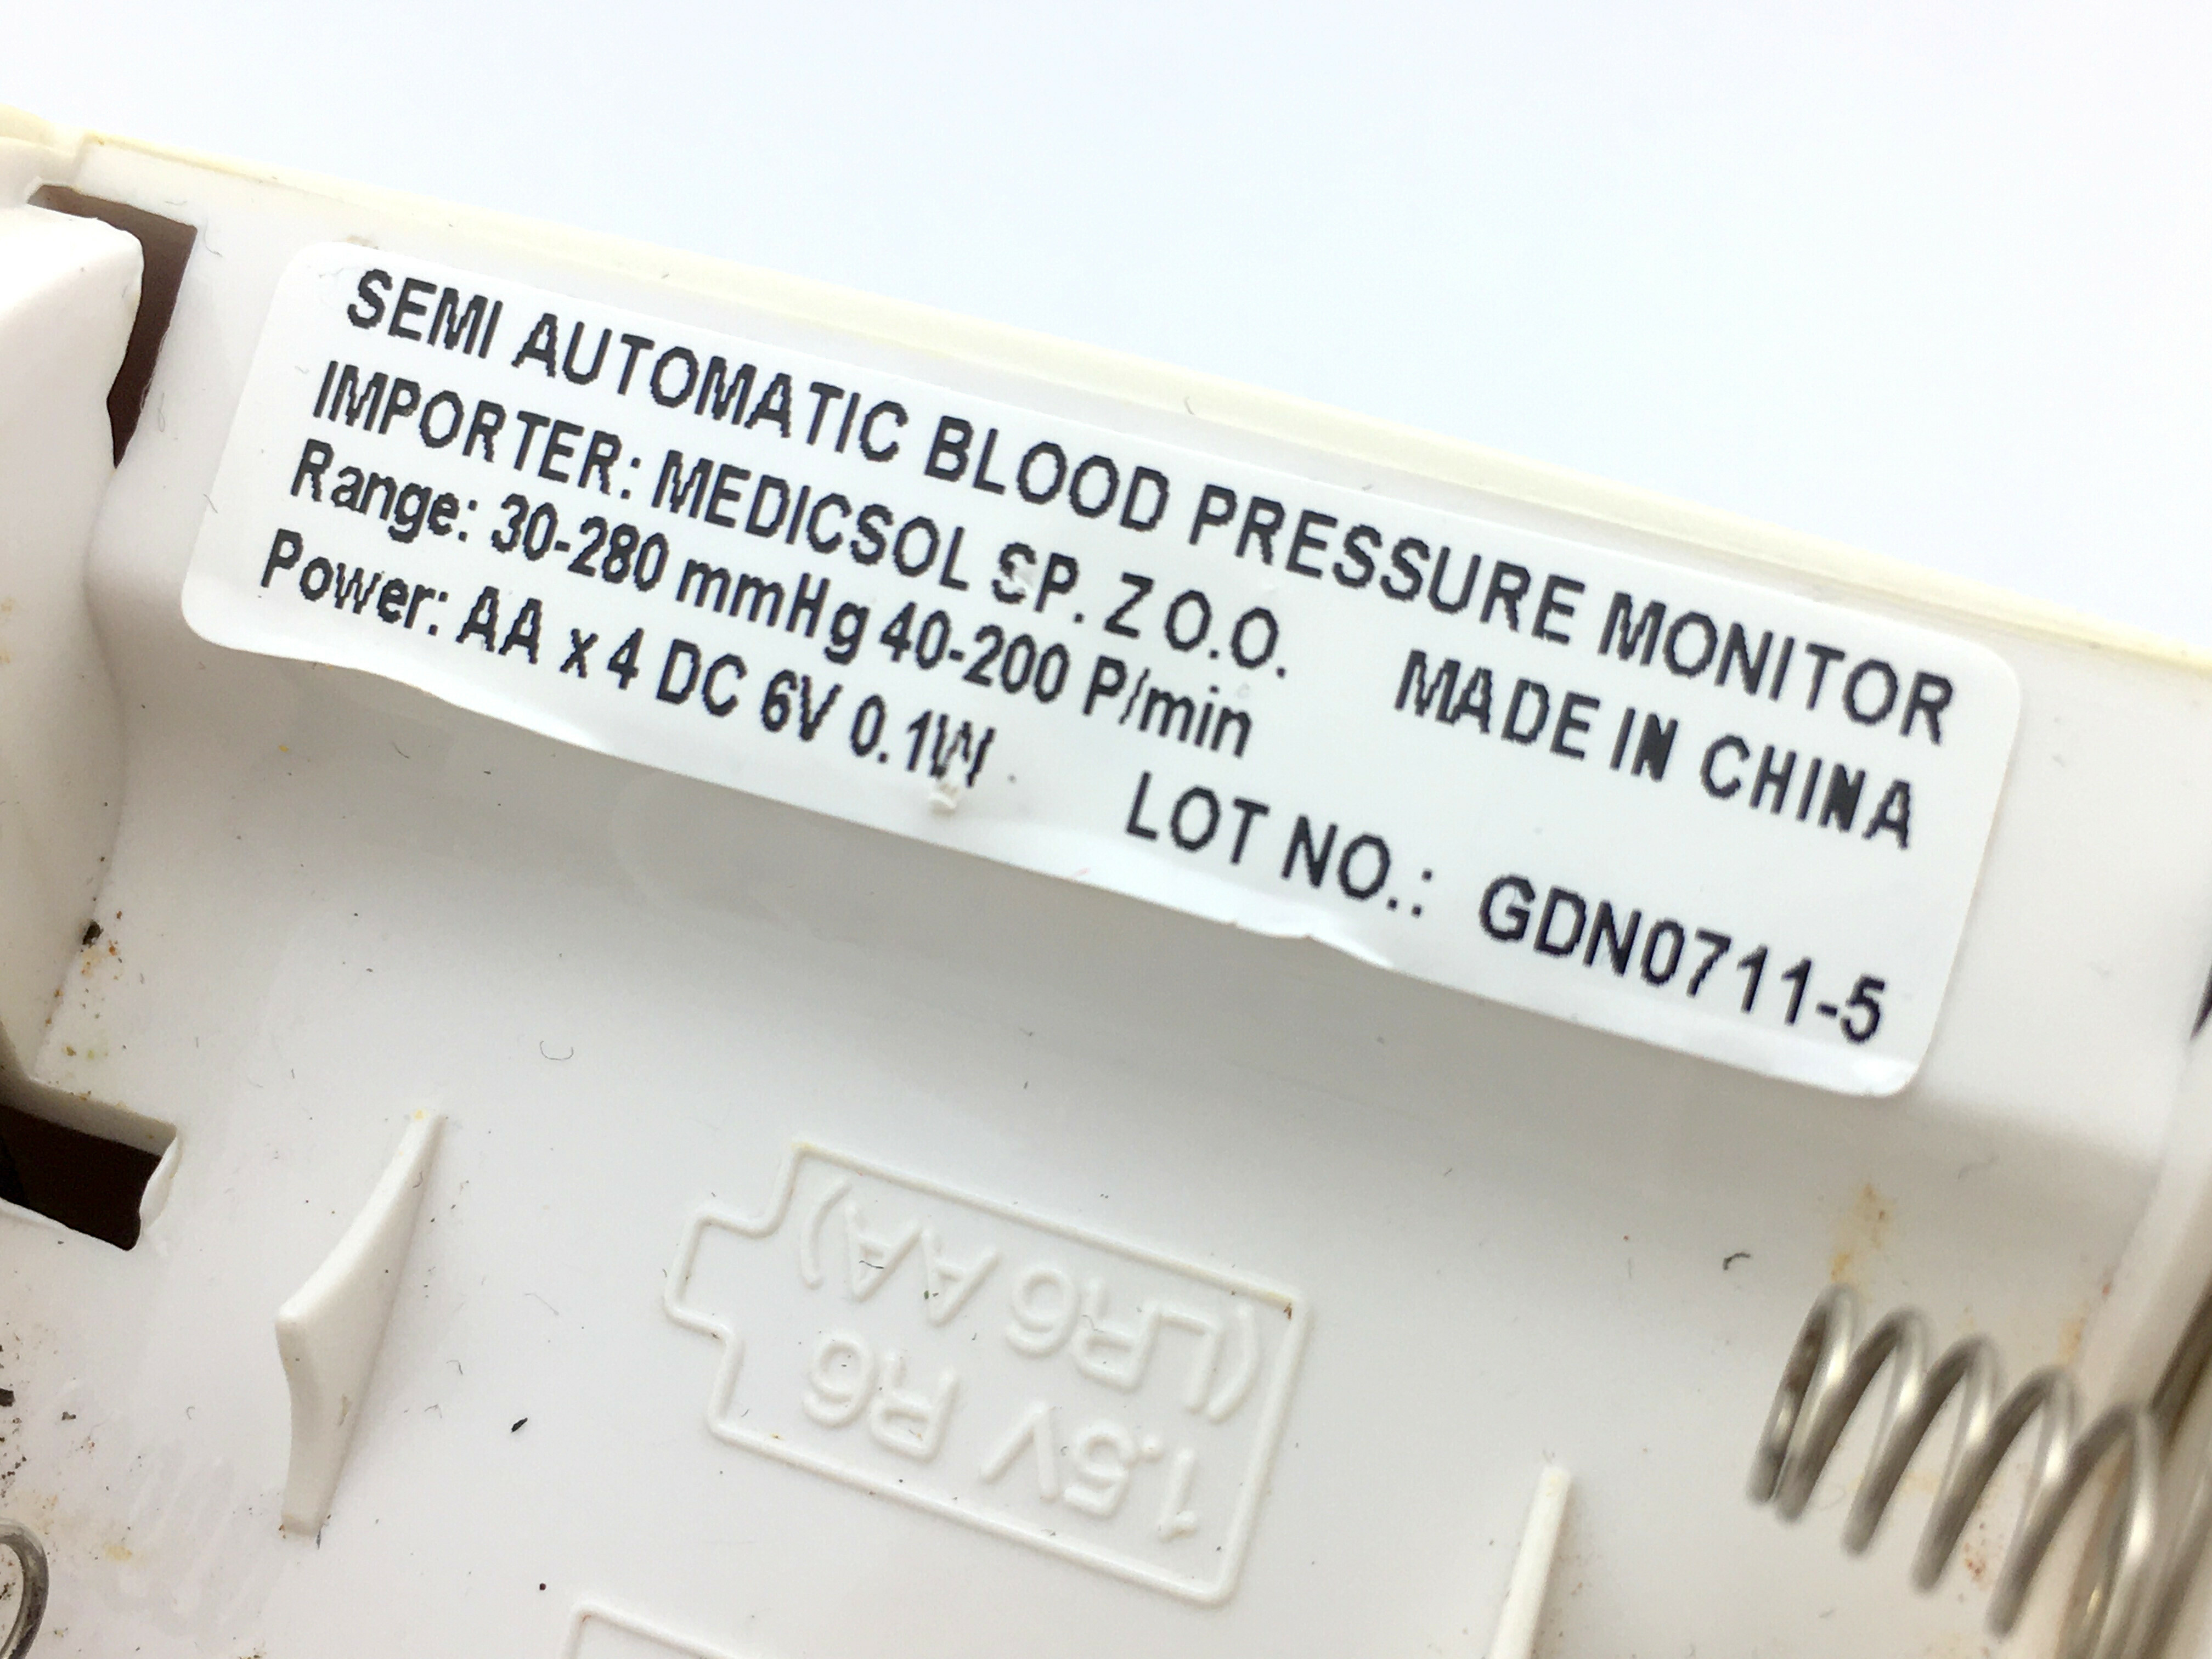 SEMI AUTOMATIC BLOOD PRESSURE MONITOR
IMPORTER: MEDICSOL SP. Z O.O. MADE IN CHINA
Range: 30-280 mmHg 40-200 P/min
Power: AA x 4 DC 6V 0.1W LOT NO.: GDN0711-5
1.5V R6
(LR6 AA)